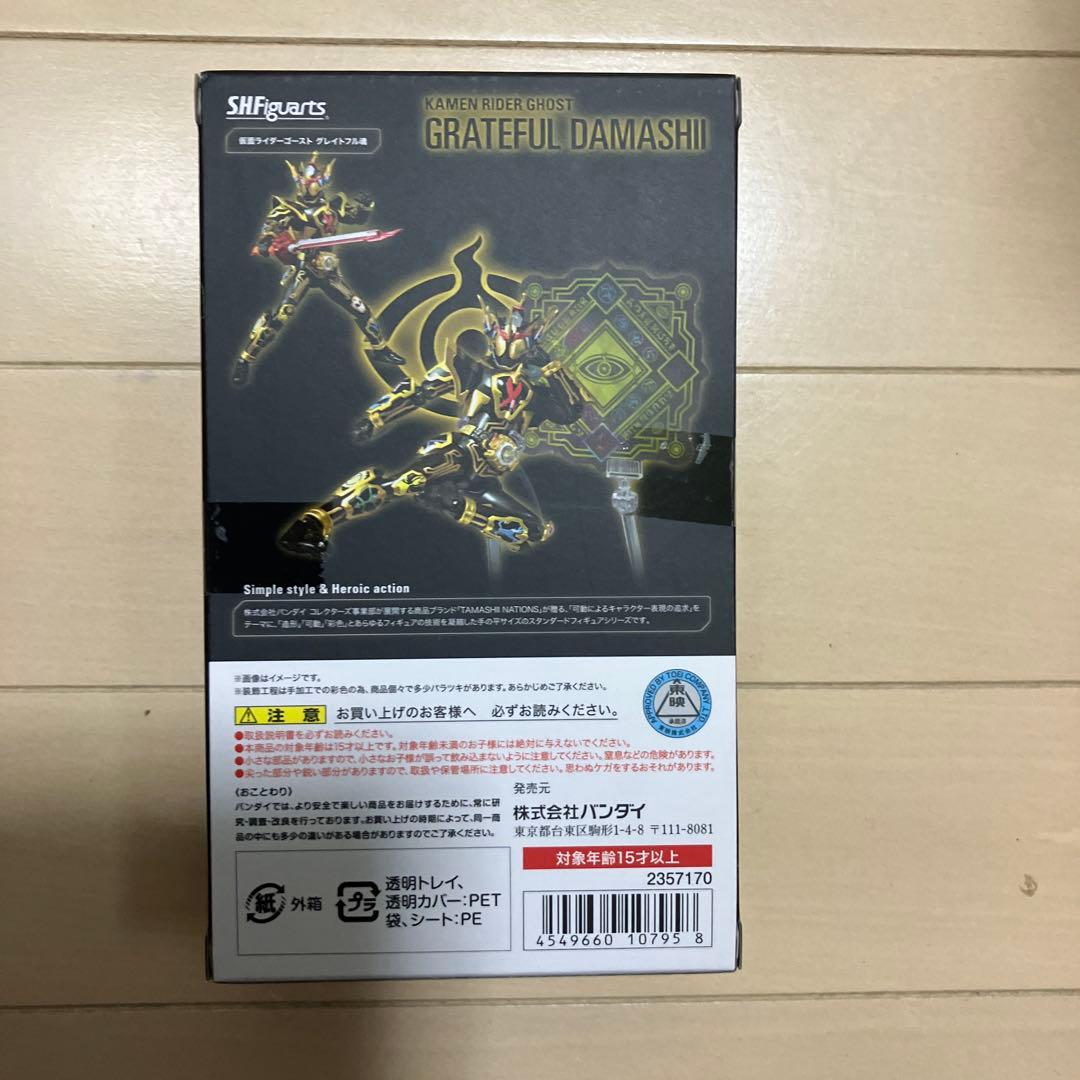 S.H.Figuarts
仮面ライダーゴースト グレイトフル魂
KAMEN RIDER GHOST
GRATEFUL DAMASHII
Simple style & Heroic action
株式会社バンダイ コレクターズ事業部が展開する商品ブランド「TAMASHII NATIONS」が贈る、「可動によるキャラクター表現の追求」を
テーマに、「造形」「可動」「彩色」とあらゆるフィギュアの技術を凝縮した手の平サイズのスタンダードフィギュアシリーズです。
※画像はイメージです。
※装飾工程は手加工での彩色の為、商品個々で多少バラツキがあります。あらかじめご了承ください。
注意 お買い上げのお客様へ 必ずお読みください。
●取扱説明書を必ずお読みください。
●本商品の対象年齢は15才以上です。対象年齢未満のお子様には絶対に与えないでください。
●小さな部品がありますので、小さなお子様が誤って飲み込まないように注意してください。窒息などの危険があります。
●尖った部分や鋭い部分がありますので、取扱や保管場所に注意してください。思わぬケガをするおそれがあります。
APPROVED BY TOEI COMPANY, LTD.
東映
承認済
東映株式会社
〈おことわり〉
バンダイでは、より安全で楽しい商品をお届けするために、常に研
究・調査・改良を行っております。お買い上げの時期によって、同一商
品の中にも多少の違いがある場合がありますのでご了承ください。
発売元
株式会社バンダイ
東京都台東区駒形1-4-8 〒111-8081
対象年齢15才以上
2357170
紙 外箱
プラ
透明トレイ、
透明カバー:PET
袋、シート:PE
4549660 10795 8